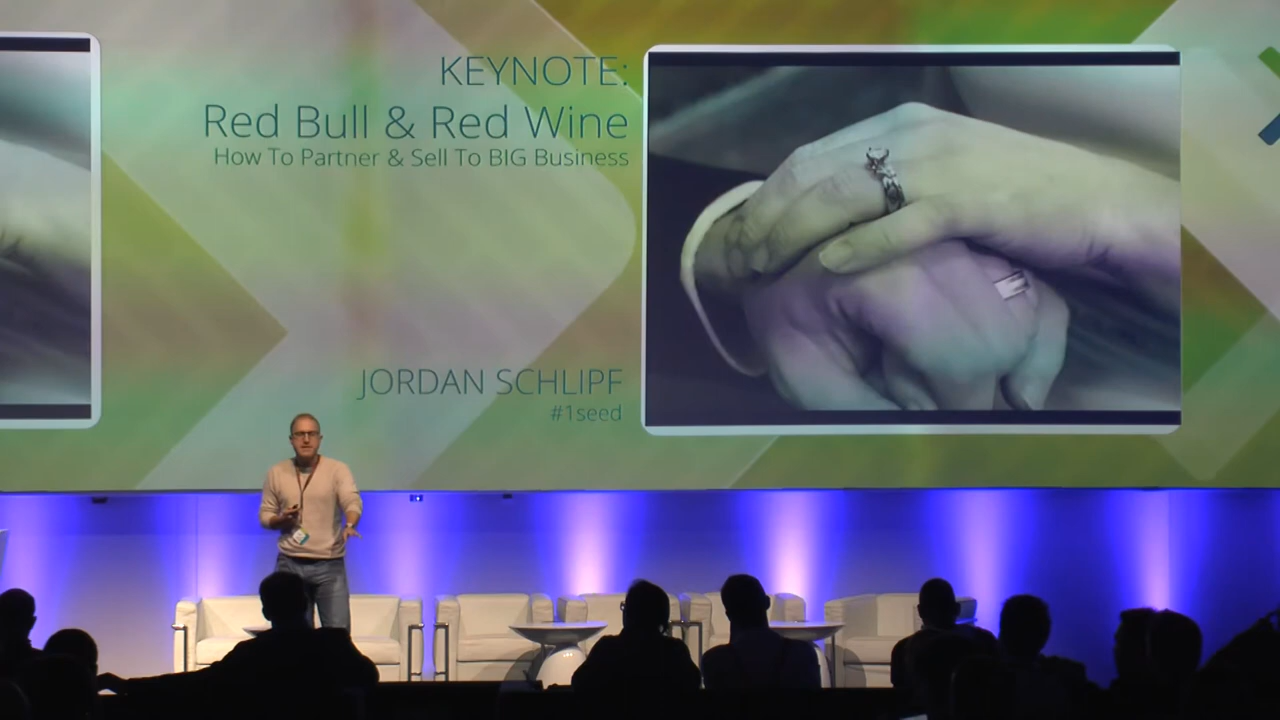 KEYNOTE:
Red Bull & Red Wine
How To Partner & Sell To BIG Business
JORDAN SCHLIPF
#1seed